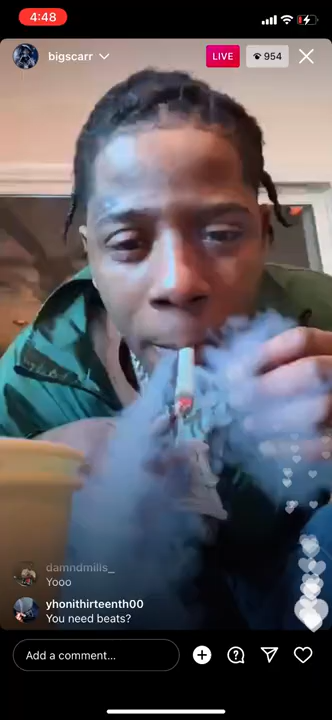 4:48
bigscarr
LIVE
954
damndmills_
Yooo
yhonithirteenth00
You need beats?
Add a comment...